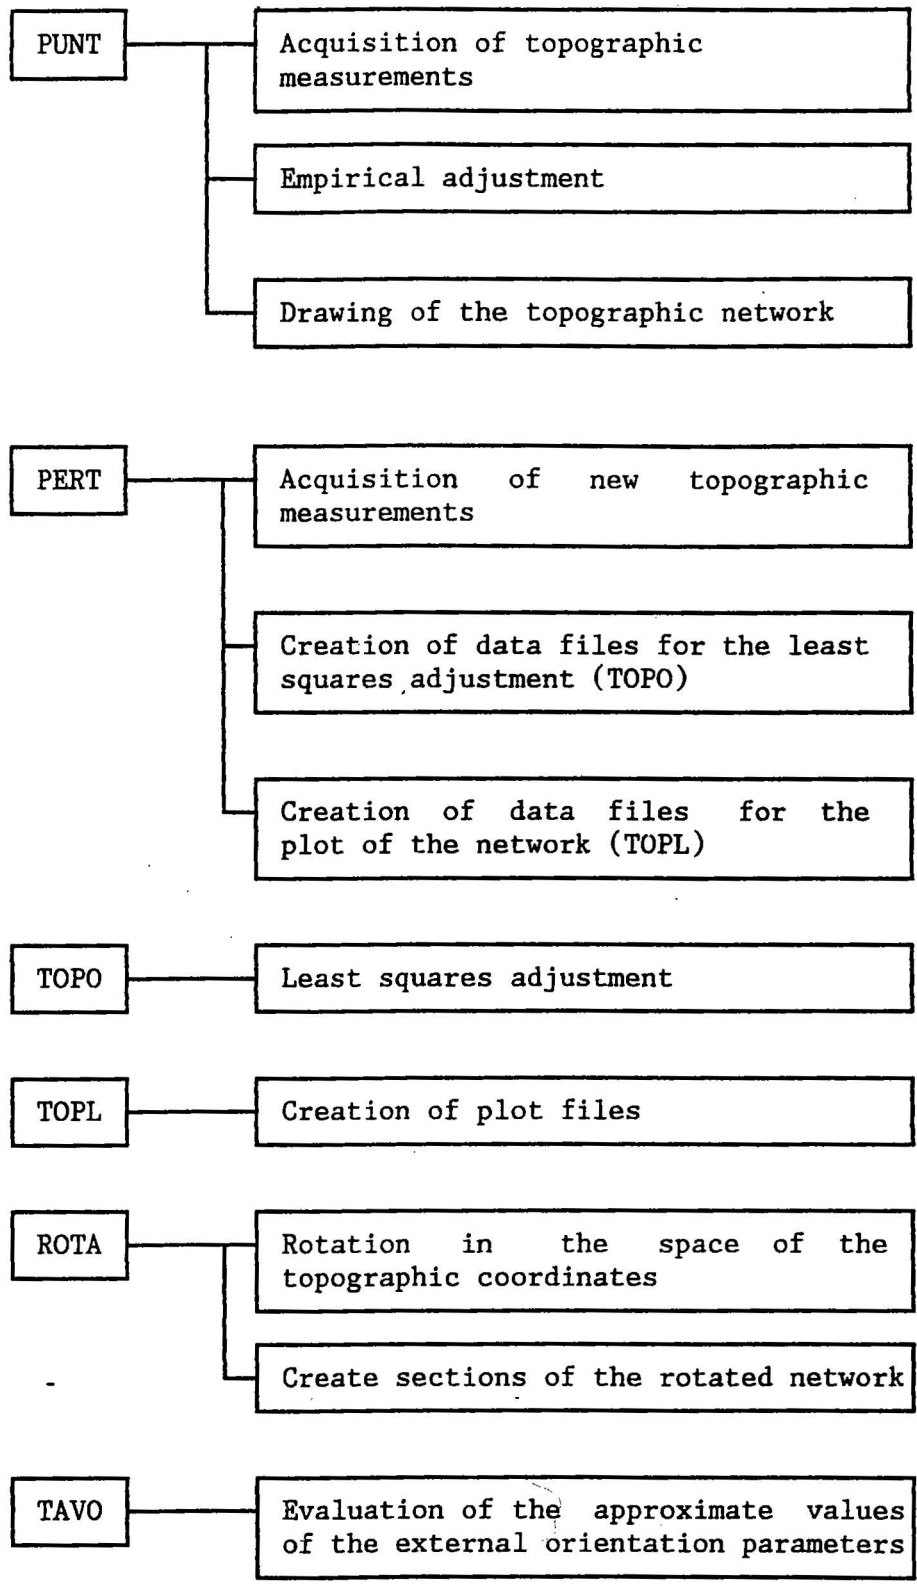 PUNT
Acquisition of topographic
measurements
Empirical adjustment
Drawing of the topographic network
PERT
Acquisition of new topographic
measurements
Creation of data files for the least
squares adjustment (TOPO)
Creation of data files for the
plot of the network (TOPL)
TOPO
Least squares adjustment
TOPL
Creation of plot files
ROTA
Rotation in the space of the
topographic coordinates
Create sections of the rotated network
TAVO
Evaluation of the approximate values
of the external orientation parameters